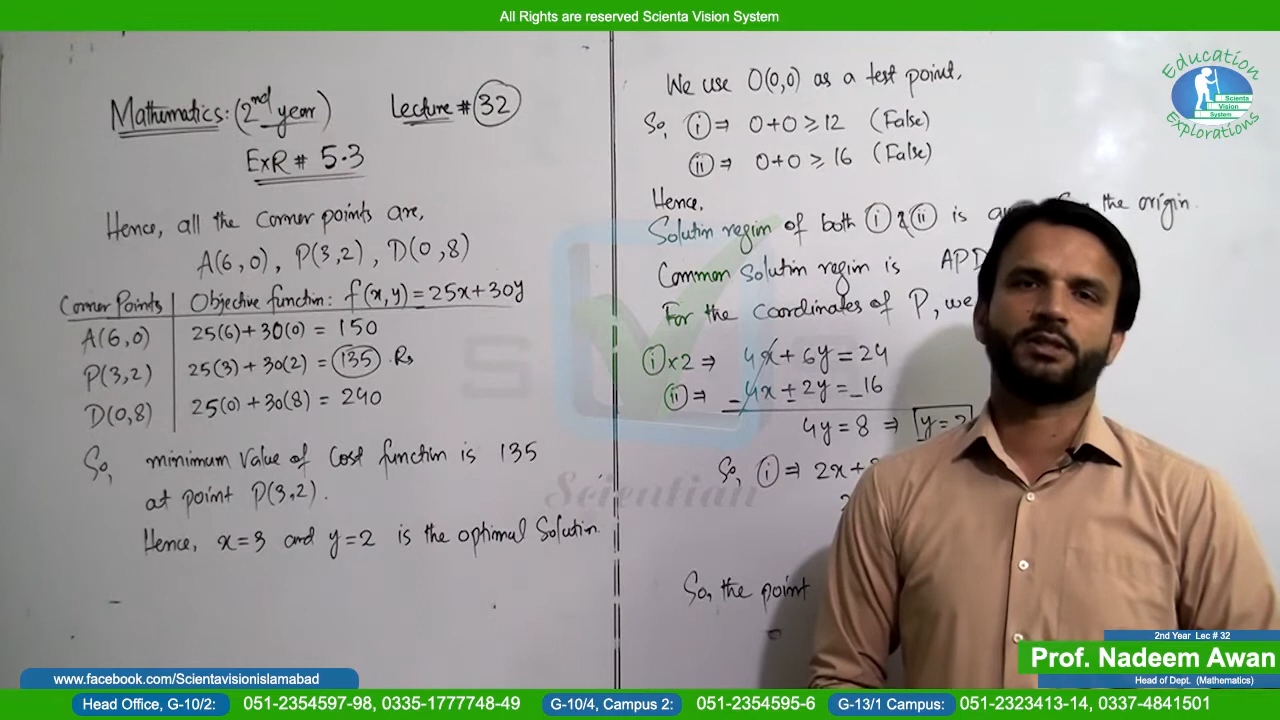 All Rights are reserved Scienta Vision System
Mathematics: (2nd year) Lecture # 32
ExR # 5.3
Hence, all the Corner points are,
A(6,0), P(3,2), D(0,8)
Corner Points Objective function: f(x,y) = 25x+30y
A(6,0) 25(6)+30(0) = 150
P(3,2) 25(3)+30(2) = 135 Rs
D(0,8) 25(0)+30(8) = 240
So, minimum value of Cost function is 135
at point P(3,2).
Hence, x=3 and y=2 is the optimal Solution.
We use O(0,0) as a test point,
So, (i) ⇒ 0+0 ≥ 12 (False)
(ii) ⇒ 0+0 ≥ 16 (False)
Hence,
Solution region of both (i) & (ii) is the origin.
Common solution region is APD
For the coordinates of P, we
(i) x2 ⇒ 4x + 6y = 24
(ii) ⇒ -4x ± 2y = -16
4y = 8 ⇒ y =
So, (i) ⇒ 2x+
So, the point
Education
Scienta
Vision
System
Explorations
Scientian
2nd Year Lec # 32
Prof. Nadeem Awan
Head of Dept. (Mathematics)
www.facebook.com/Scientavisionislamabad
Head Office, G-10/2: 051-2354597-98, 0335-1777748-49 G-10/4, Campus 2: 051-2354595-6 G-13/1 Campus: 051-2323413-14, 0337-4841501